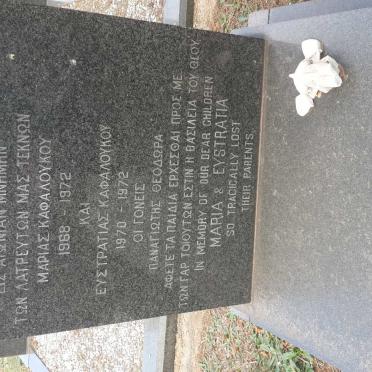 ΕΙΣ ΑΙΩΝΙΑΝ ΜΝΗΜΗΝ
ΤΩΝ ΛΑΤΡΕΥΤΩΝ ΜΑΣ ΤΕΚΝΩΝ
ΜΑΡΙΑΣ ΚΑΦΑΛΟΥΚΟΥ
1968 - 1972
ΚΑΙ
ΕΥΣΤΡΑΤΙΑΣ ΚΑΦΑΛΟΥΚΟΥ
1970 - 1972
ΟΙ ΓΟΝΕΙΣ
ΠΑΝΑΓΙΩΤΗΣ ΘΕΟΔΩΡΑ
ΑΦΕΤΕ ΤΑ ΠΑΙΔΙΑ ΕΡΧΕΣΘΑΙ ΠΡΟΣ ΜΕ
ΤΩΝ ΓΑΡ ΤΟΙΟΥΤΩΝ ΕΣΤΙΝ Η ΒΑΣΙΛΕΙΑ ΤΟΥ ΘΕΟΥ
IN MEMORY OF OUR DEAR CHILDREN
MARIA & EYSTRATIA
SO TRAGICALLY LOST
THEIR PARENTS.